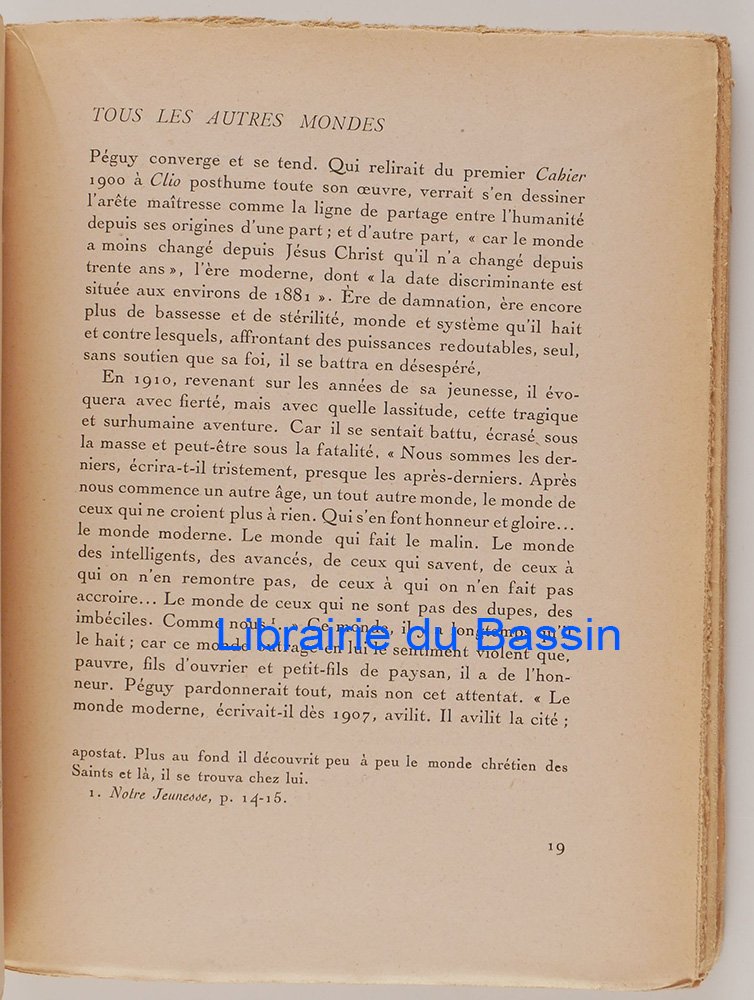 TOUS LES AUTRES MONDES
Péguy converge et se tend. Qui relirait du premier Cahier
1900 à Clio posthume toute son œuvre, verrait s'en dessiner
l'arête maîtresse comme la ligne de partage entre l'humanité
depuis ses origines d'une part ; et d'autre part, « car le monde
a moins changé depuis Jésus Christ qu'il n'a changé depuis
trente ans », l'ère moderne, dont « la date discriminante est
située aux environs de 1881 ». Ère de damnation, ère encore
plus de bassesse et de stérilité, monde et système qu'il hait
et contre lesquels, affrontant des puissances redoutables, seul,
sans soutien que sa foi, il se battra en désespéré,
En 1910, revenant sur les années de sa jeunesse, il évo-
quera avec fierté, mais avec quelle lassitude, cette tragique
et surhumaine aventure. Car il se sentait battu, écrasé sous
la masse et peut-être sous la fatalité. « Nous sommes les der-
niers, écrira-t-il tristement, presque les après-derniers. Après
nous commence un autre âge, un tout autre monde, le monde de
ceux qui ne croient plus à rien. Qui s'en font honneur et gloire...
le monde moderne. Le monde qui fait le malin. Le monde
des intelligents, des avancés, de ceux qui savent, de ceux à
qui on n'en remontre pas, de ceux à qui on n'en fait pas
accroire... Le monde de ceux qui ne sont pas des dupes, des
imbéciles. Comme nous¹... » Ce monde, il longtemps qu'il
le hait ; car ce monde outrage en lui le sentiment violent que,
pauvre, fils d'ouvrier et petit-fils de paysan, il a de l'hon-
neur. Péguy pardonnerait tout, mais non cet attentat. « Le
monde moderne, écrivait-il dès 1907, avilit. Il avilit la cité ;
apostat. Plus au fond il découvrit peu à peu le monde chrétien des
Saints et là, il se trouva chez lui.
1. Notre Jeunesse, p. 14-15.
19
Librairie du Bassin